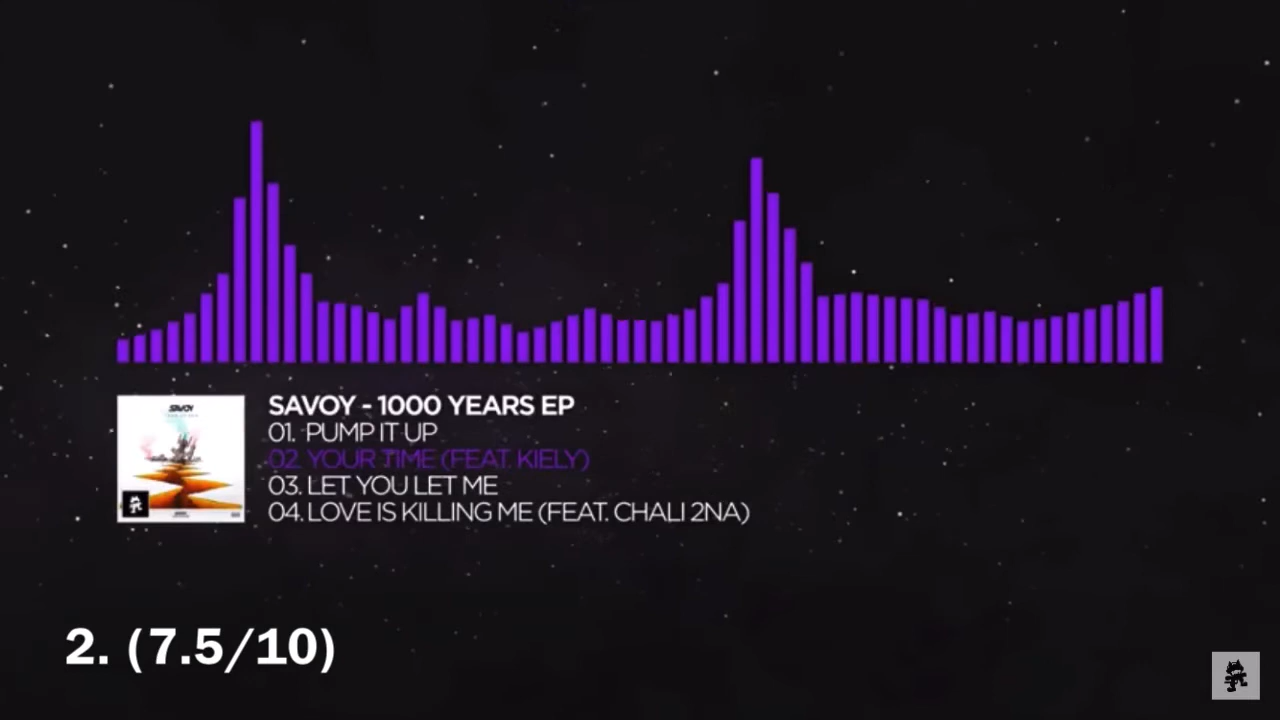 SAVOY - 1000 YEARS EP
01. PUMP IT UP
02. YOUR TIME (FEAT. KIELY)
03. LET YOU LET ME
04. LOVE IS KILLING ME (FEAT. CHALI 2NA)
SAVOY
2. (7.5/10)